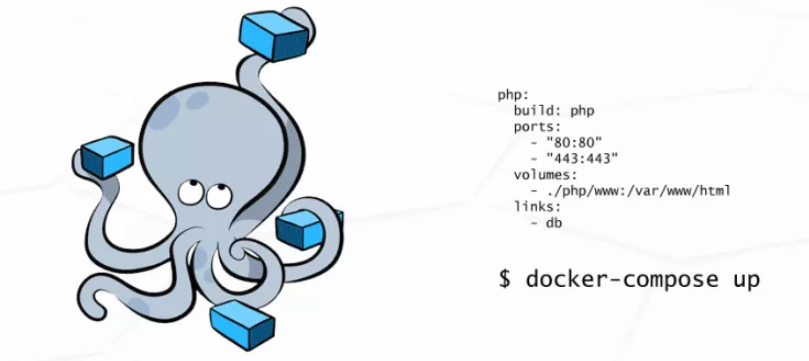 php:
  build: php
  ports:
    - "80:80"
    - "443:443"
  volumes:
    - ./php/www:/var/www/html
  links:
    - db
$ docker-compose up